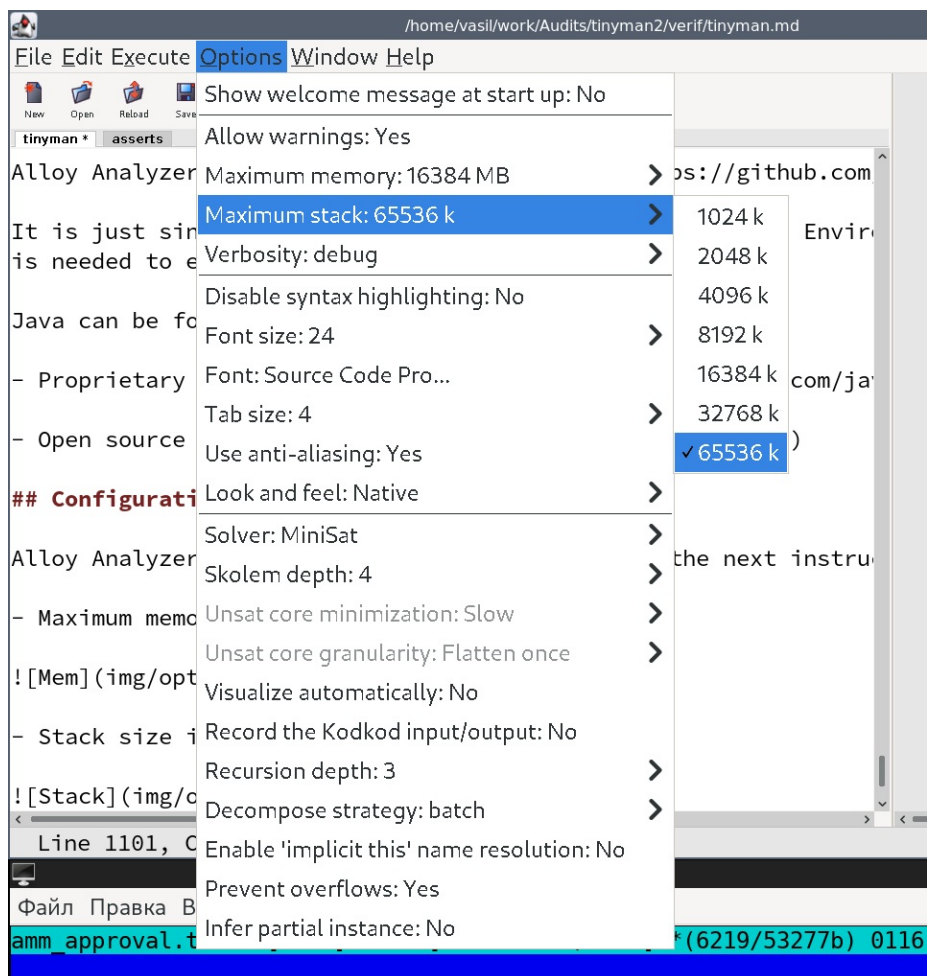 /home/vasil/work/Audits/tinyman2/verif/tinyman.md
File Edit Execute Options Window Help
New Open Reload Save
tinyman * asserts
Show welcome message at start up: No
Allow warnings: Yes
Maximum memory: 16384 MB
Maximum stack: 65536 k
Verbosity: debug
Disable syntax highlighting: No
Font size: 24
Font: Source Code Pro...
Tab size: 4
Use anti-aliasing: Yes
Look and feel: Native
Solver: MiniSat
Skolem depth: 4
Unsat core minimization: Slow
Unsat core granularity: Flatten once
Visualize automatically: No
Record the Kodkod input/output: No
Recursion depth: 3
Decompose strategy: batch
Enable 'implicit this' name resolution: No
Prevent overflows: Yes
Infer partial instance: No
1024 k
2048 k
4096 k
8192 k
16384 k
32768 k
✓65536 k
Alloy Analyzer ps://github.com
It is just sin Envir
is needed to e
Java can be fo
- Proprietary com/ja
- Open source )
## Configurati
Alloy Analyzer the next instru
- Maximum memo
![Mem](img/opt
- Stack size i
![Stack](img/o
Line 1101, C
Файл Правка В
amm_approval.t *(6219/53277b) 0116